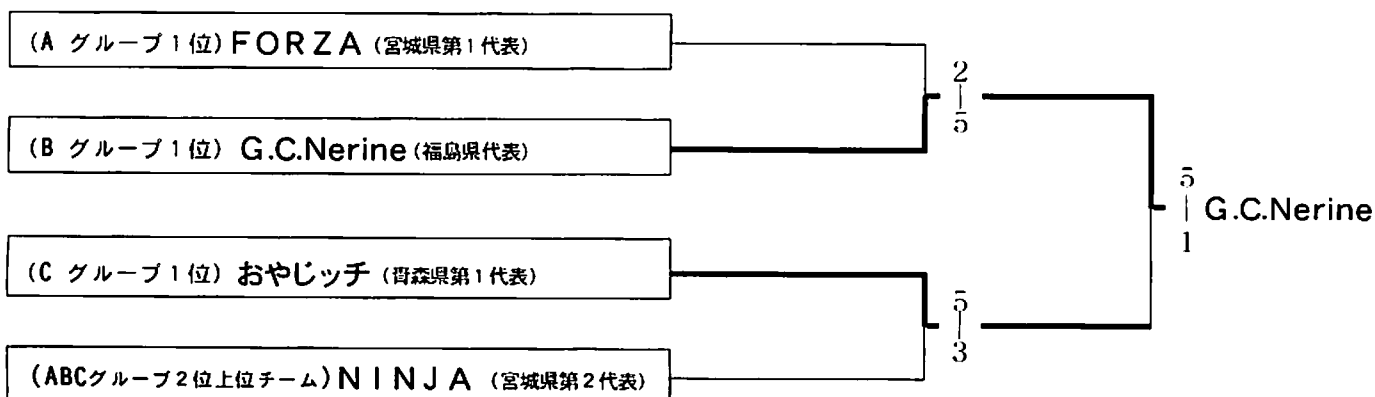 (A グループ1位) FORZA (宮城県第1代表)
2
|
5
(B グループ1位) G.C.Nerine (福島県代表)
5
|
1
G.C.Nerine
(C グループ1位) おやじッチ (青森県第1代表)
5
|
3
(ABCグループ2位上位チーム) NINJA (宮城県第2代表)